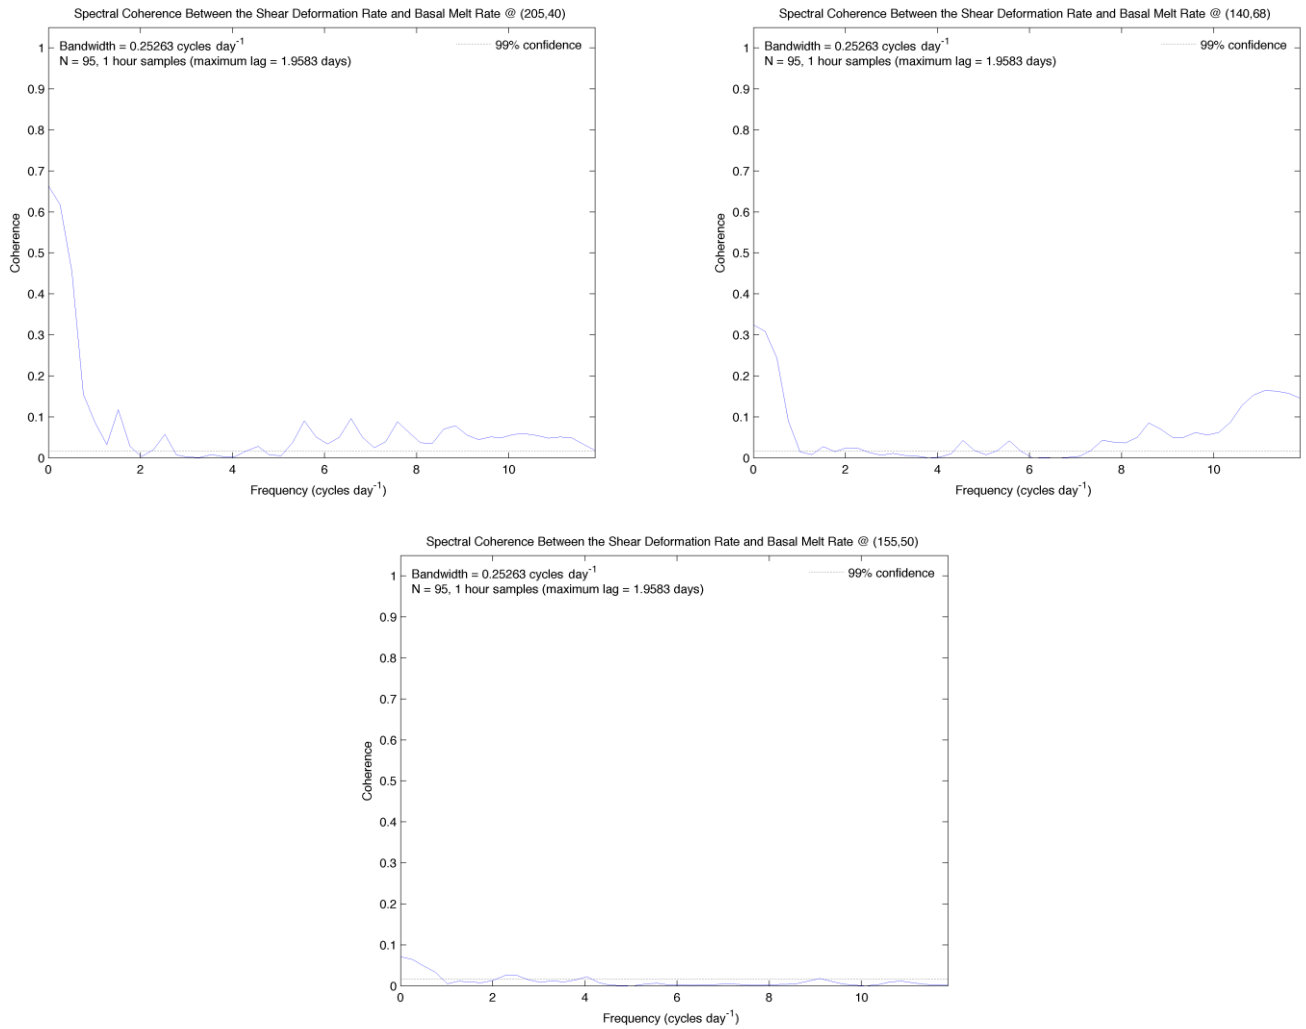 Spectral Coherence Between the Shear Deformation Rate and Basal Melt Rate @ (205,40)
Bandwidth = 0.25263 cycles day⁻¹
N = 95, 1 hour samples (maximum lag = 1.9583 days)
99% confidence
1
0.9
0.8
0.7
0.6
0.5
0.4
0.3
0.2
0.1
0
Coherence
0 2 4 6 8 10
Frequency (cycles day⁻¹)
Spectral Coherence Between the Shear Deformation Rate and Basal Melt Rate @ (140,68)
Bandwidth = 0.25263 cycles day⁻¹
N = 95, 1 hour samples (maximum lag = 1.9583 days)
99% confidence
1
0.9
0.8
0.7
0.6
0.5
0.4
0.3
0.2
0.1
0
Coherence
0 2 4 6 8 10
Frequency (cycles day⁻¹)
Spectral Coherence Between the Shear Deformation Rate and Basal Melt Rate @ (155,50)
Bandwidth = 0.25263 cycles day⁻¹
N = 95, 1 hour samples (maximum lag = 1.9583 days)
99% confidence
1
0.9
0.8
0.7
0.6
0.5
0.4
0.3
0.2
0.1
0
Coherence
0 2 4 6 8 10
Frequency (cycles day⁻¹)